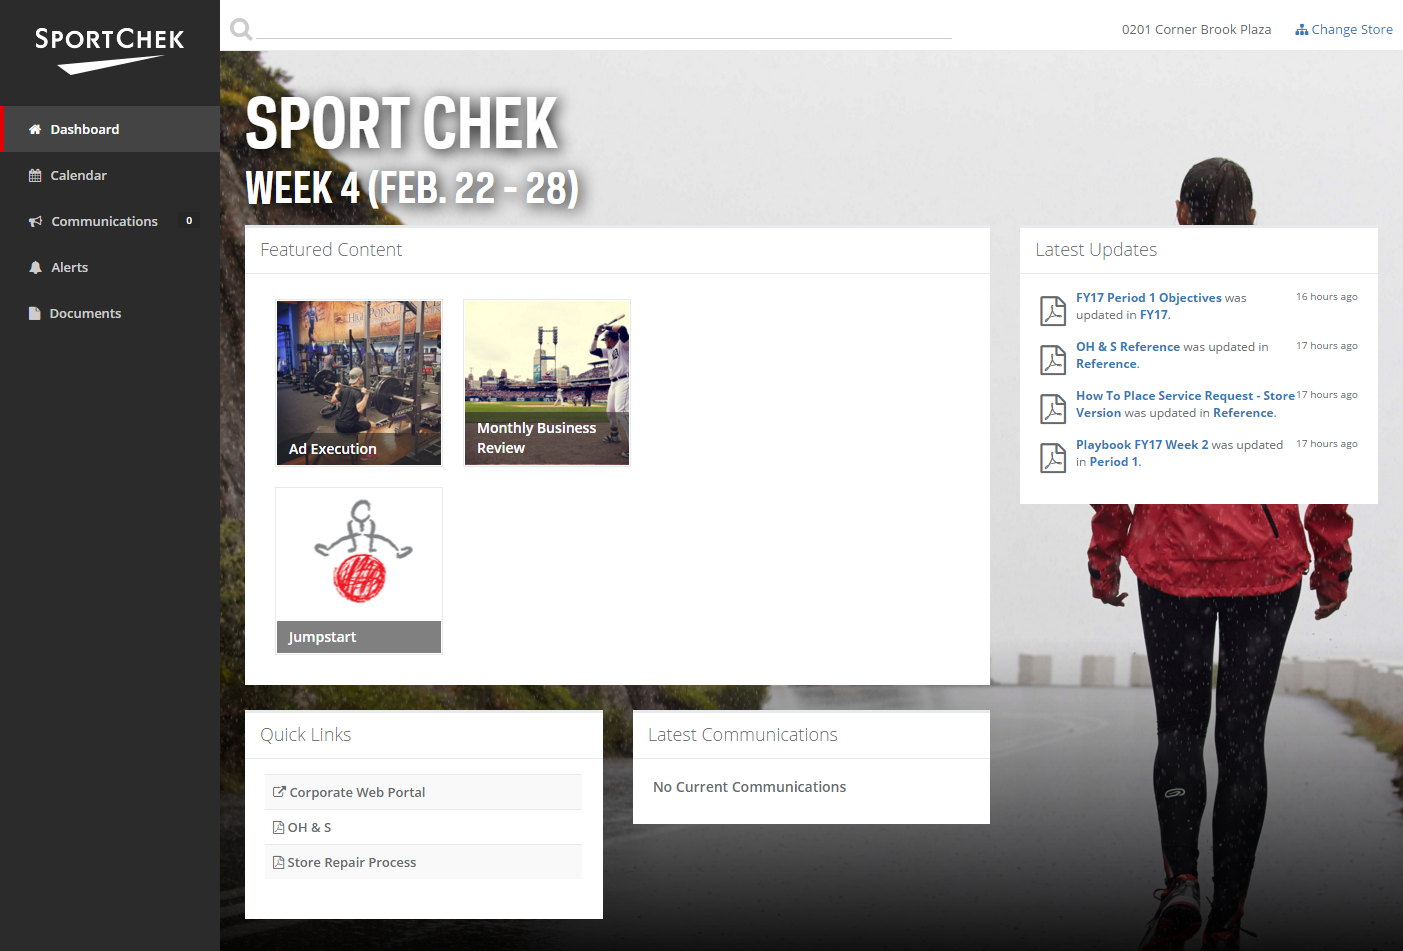 SPORTCHEK
0201 Corner Brook Plaza
Change Store
Dashboard
Calendar
Communications 0
Alerts
Documents
SPORT CHEK
WEEK 4 (FEB. 22 - 28)
Featured Content
Ad Execution
Monthly Business
Review
Jumpstart
Latest Updates
FY17 Period 1 Objectives was 16 hours ago
updated in FY17.
OH & S Reference was updated in 17 hours ago
Reference.
How To Place Service Request - Store 17 hours ago
Version was updated in Reference.
Playbook FY17 Week 2 was updated 17 hours ago
in Period 1.
Quick Links
Corporate Web Portal
OH & S
Store Repair Process
Latest Communications
No Current Communications